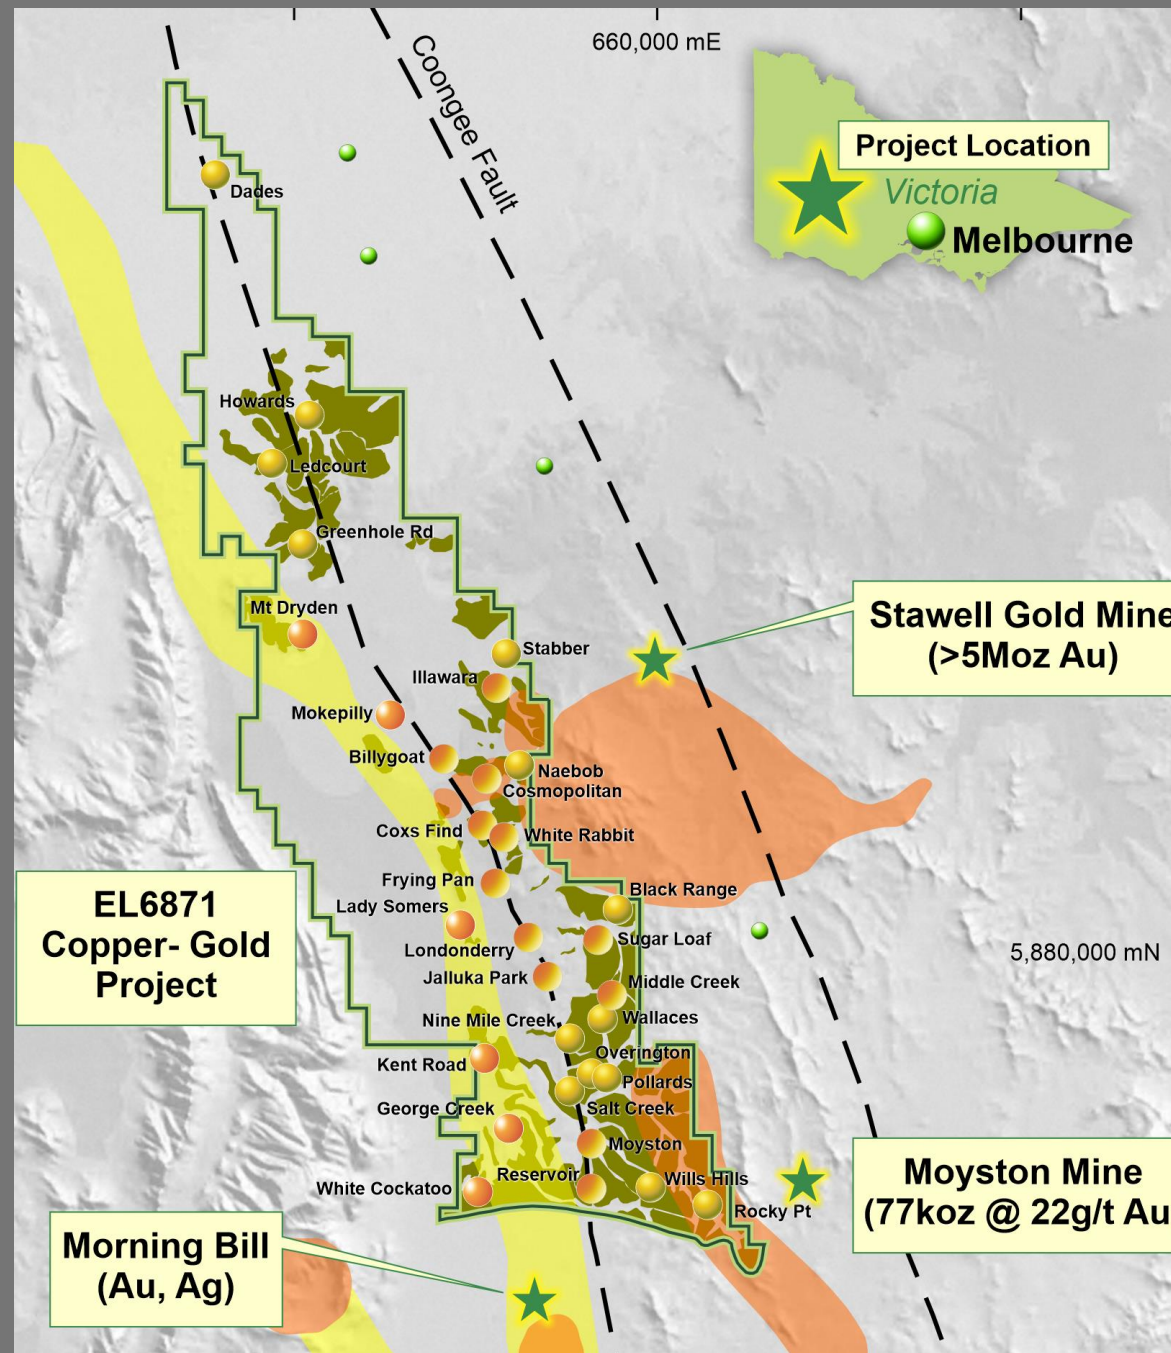 660,000 mE
Coongee Fault
Project Location
Victoria
Melbourne
Dades
Howards
Ledcourt
Greenhole Rd
Mt Dryden
Stawell Gold Mine
(>5Moz Au)
Stabber
Illawara
Mokepilly
Billygoat
Naebob
Cosmopolitan
Coxs Find
White Rabbit
Frying Pan
Black Range
EL6871
Copper- Gold
Project
Lady Somers
Sugar Loaf
Londonderry
5,880,000 mN
Jalluka Park
Middle Creek
Nine Mile Creek
Wallaces
Overington
Kent Road
Pollards
George Creek
Salt Creek
Moyston
Moyston Mine
(77koz @ 22g/t Au
Reservoir
Wills Hills
White Cockatoo
Rocky Pt
Morning Bill
(Au, Ag)